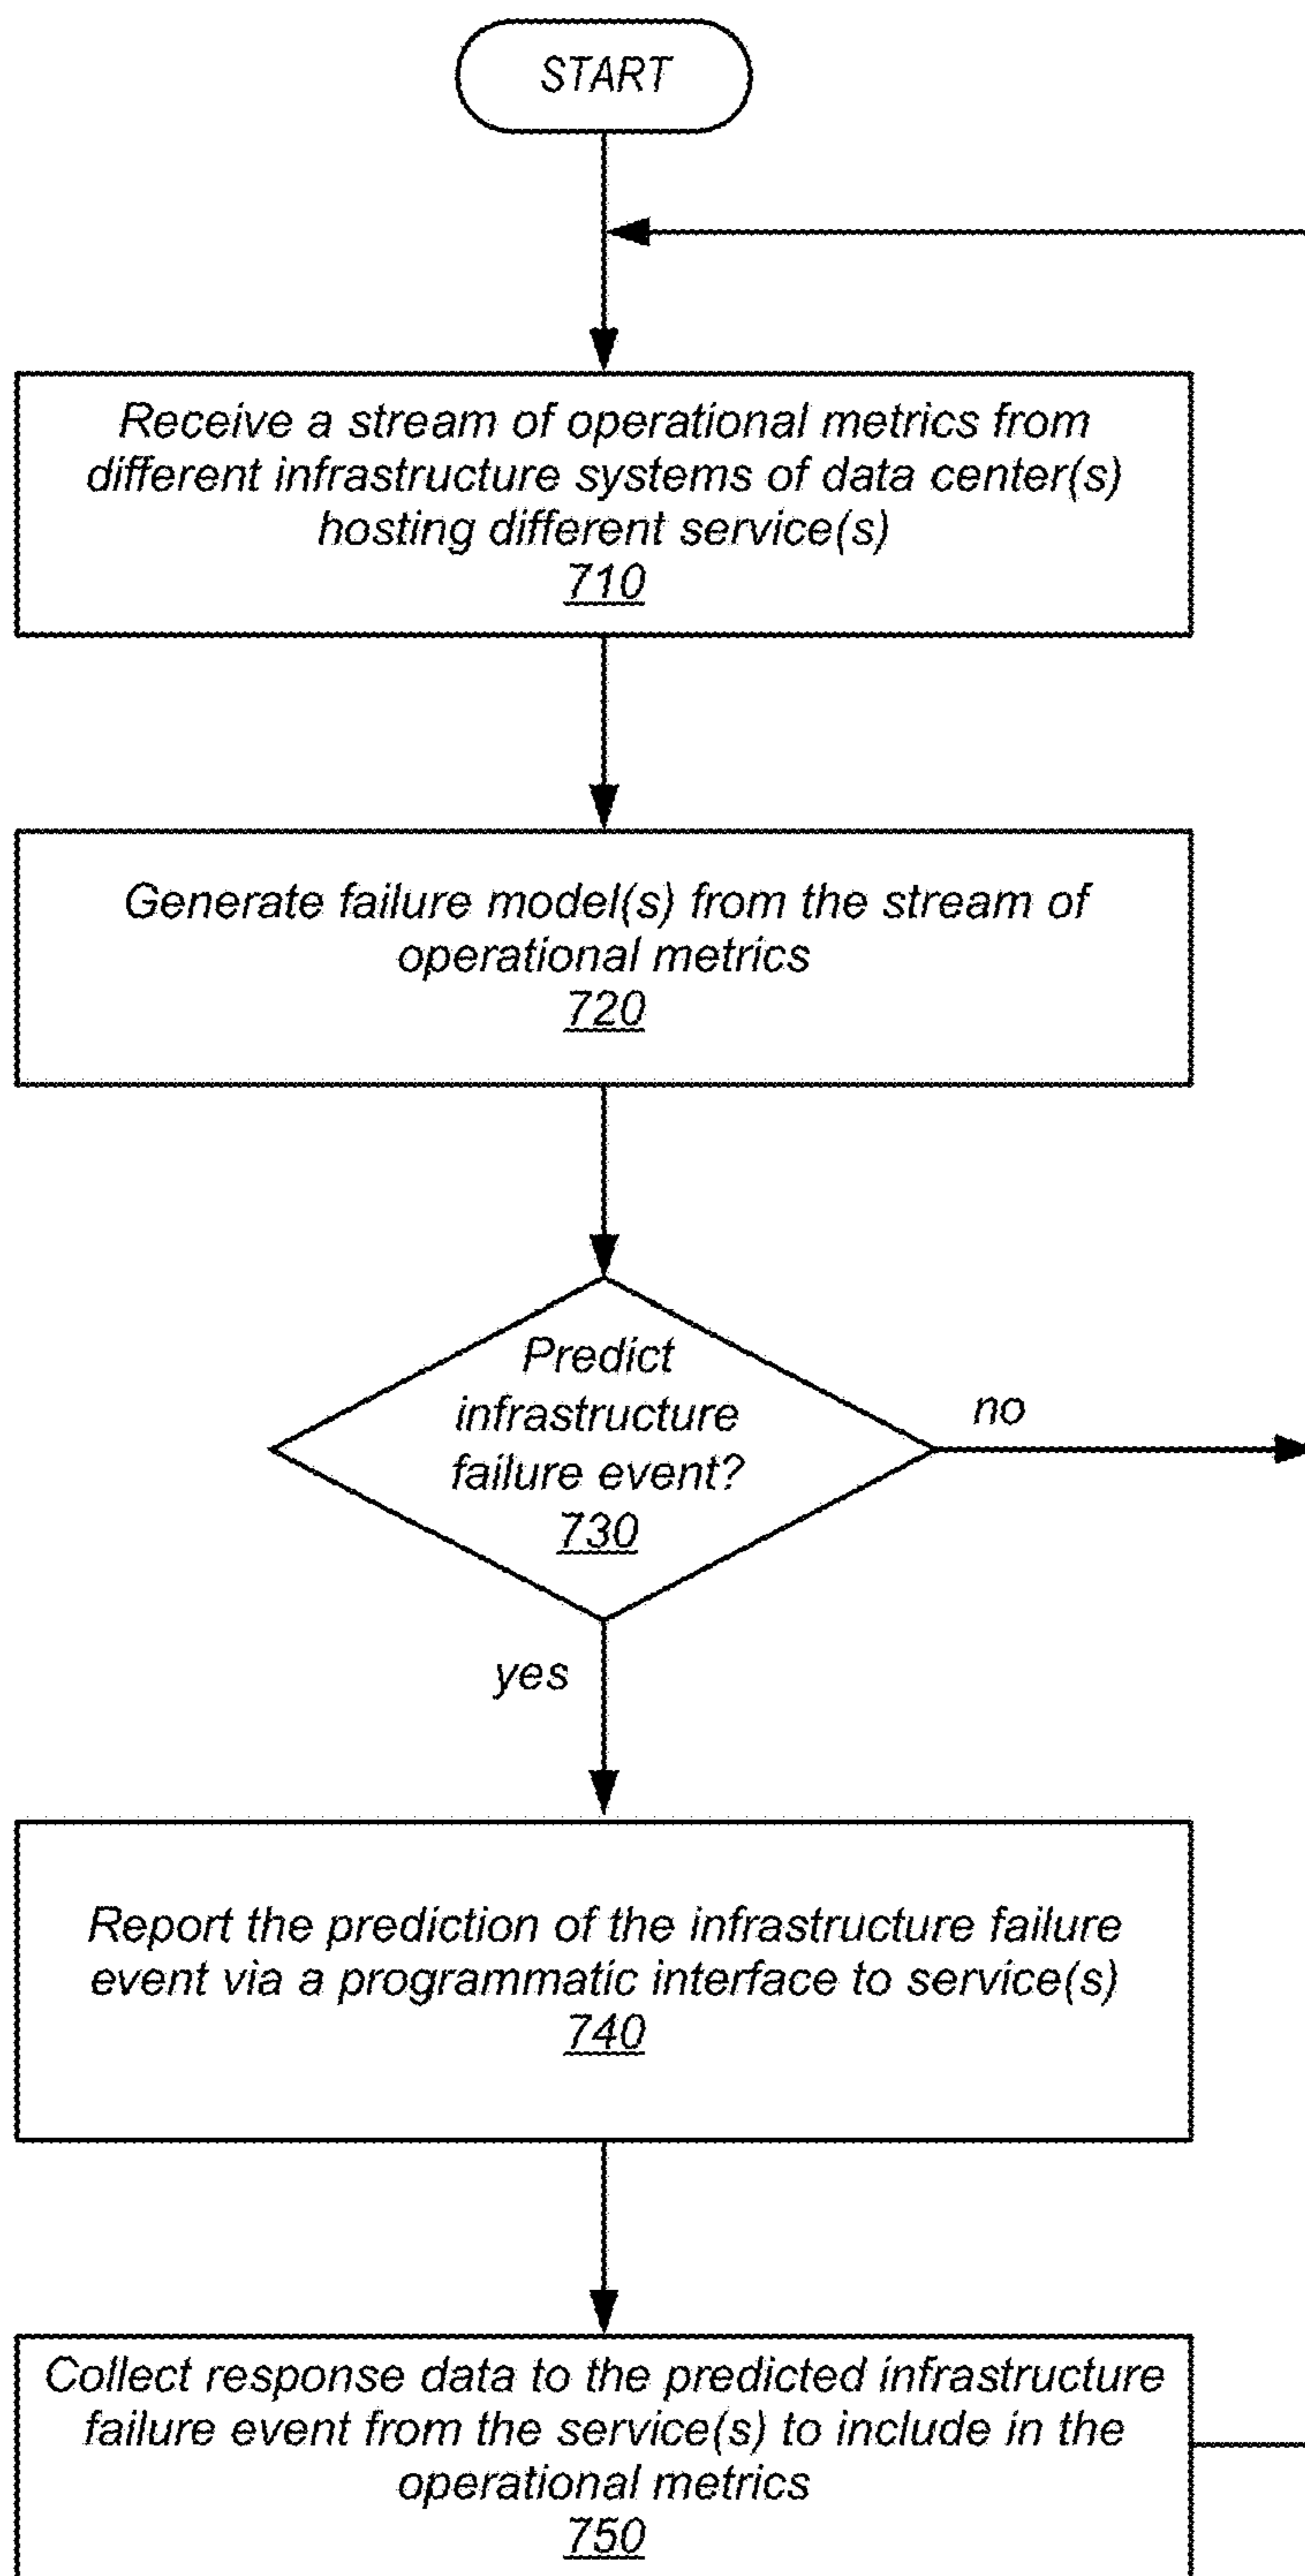 START
Receive a stream of operational metrics from
different infrastructure systems of data center(s)
hosting different service(s)
710
Generate failure model(s) from the stream of
operational metrics
720
Predict
infrastructure
failure event?
730
no
yes
Report the prediction of the infrastructure failure
event via a programmatic interface to service(s)
740
Collect response data to the predicted infrastructure
failure event from the service(s) to include in the
operational metrics
750